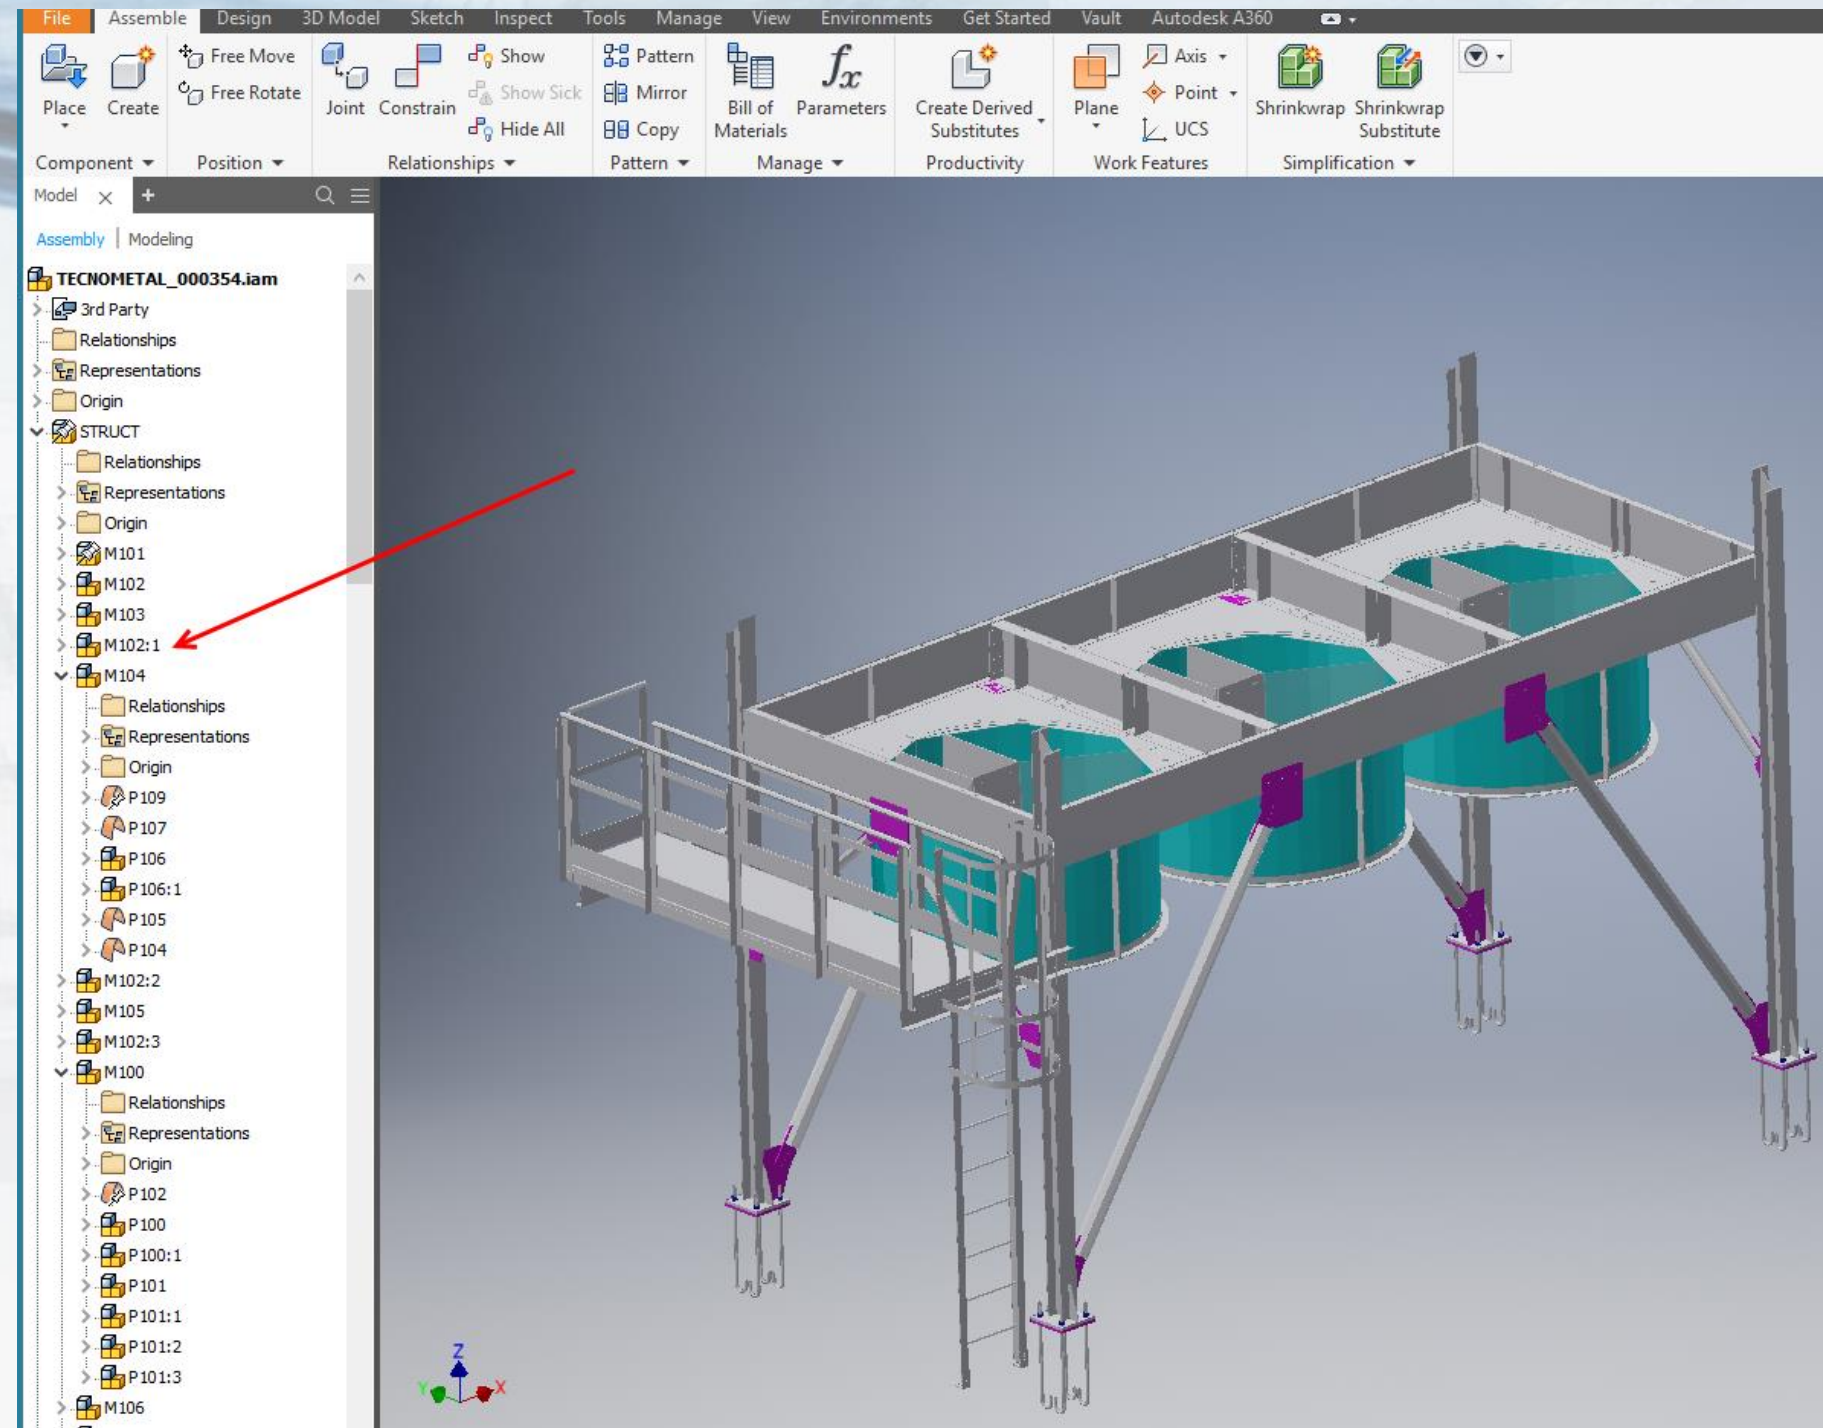 File Assemble Design 3D Model Sketch Inspect Tools Manage View Environments Get Started Vault Autodesk A360
Free Move Show Pattern Axis
Free Rotate Show Sick Mirror Point
Place Create Joint Constrain Bill of Materials Parameters Create Derived Substitutes Plane Shrinkwrap Shrinkwrap Substitute
Hide All Copy UCS
Component Position Relationships Pattern Manage Productivity Work Features Simplification
Model
Assembly | Modeling
TECNOMETAL_000354.iam
3rd Party
Relationships
Representations
Origin
STRUCT
Relationships
Representations
Origin
M101
M102
M103
M102:1
M104
Relationships
Representations
Origin
P109
P107
P106
P106:1
P105
P104
M102:2
M105
M102:3
M100
Relationships
Representations
Origin
P102
P100
P100:1
P101
P101:1
P101:2
P101:3
M106
Z
Y X